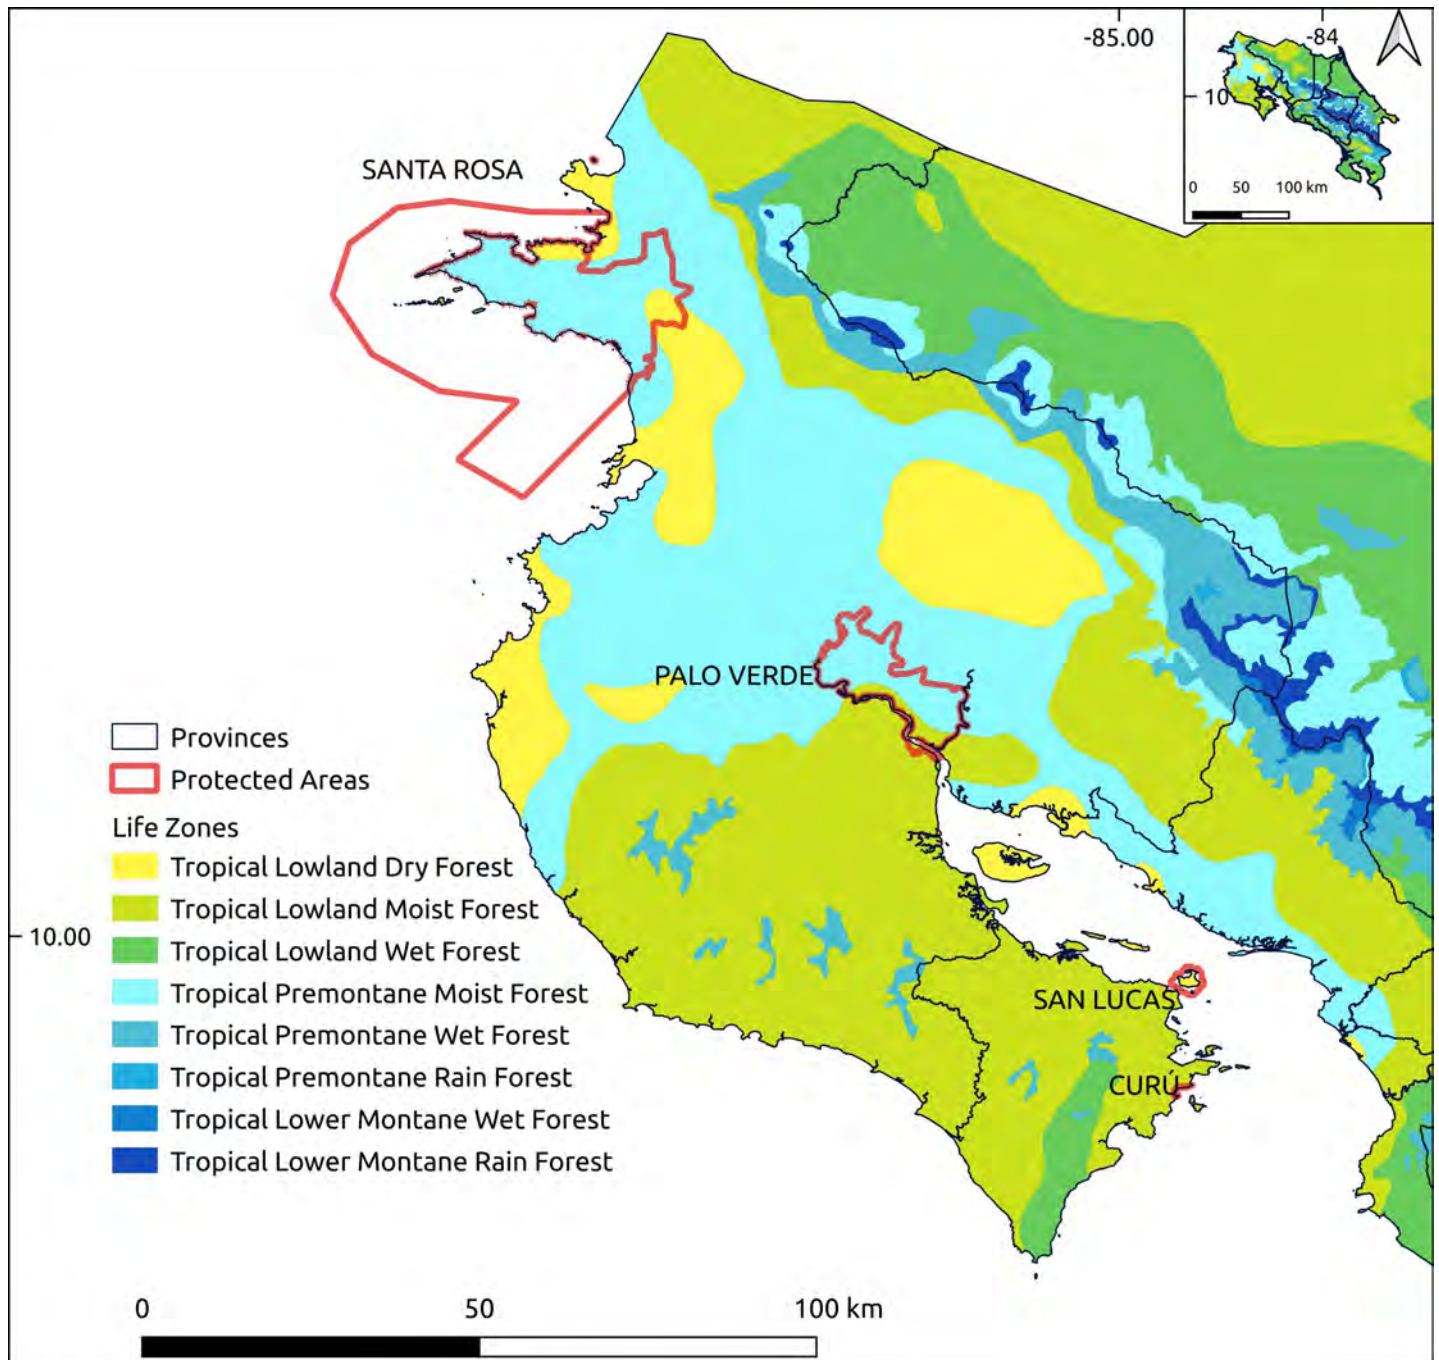 -85.00
-84
10
0 50 100 km
SANTA ROSA
PALO VERDE
Provinces
Protected Areas
Life Zones
Tropical Lowland Dry Forest
Tropical Lowland Moist Forest
Tropical Lowland Wet Forest
Tropical Premontane Moist Forest
Tropical Premontane Wet Forest
Tropical Premontane Rain Forest
Tropical Lower Montane Wet Forest
Tropical Lower Montane Rain Forest
10.00
SAN LUCAS
CURÚ
0 50 100 km